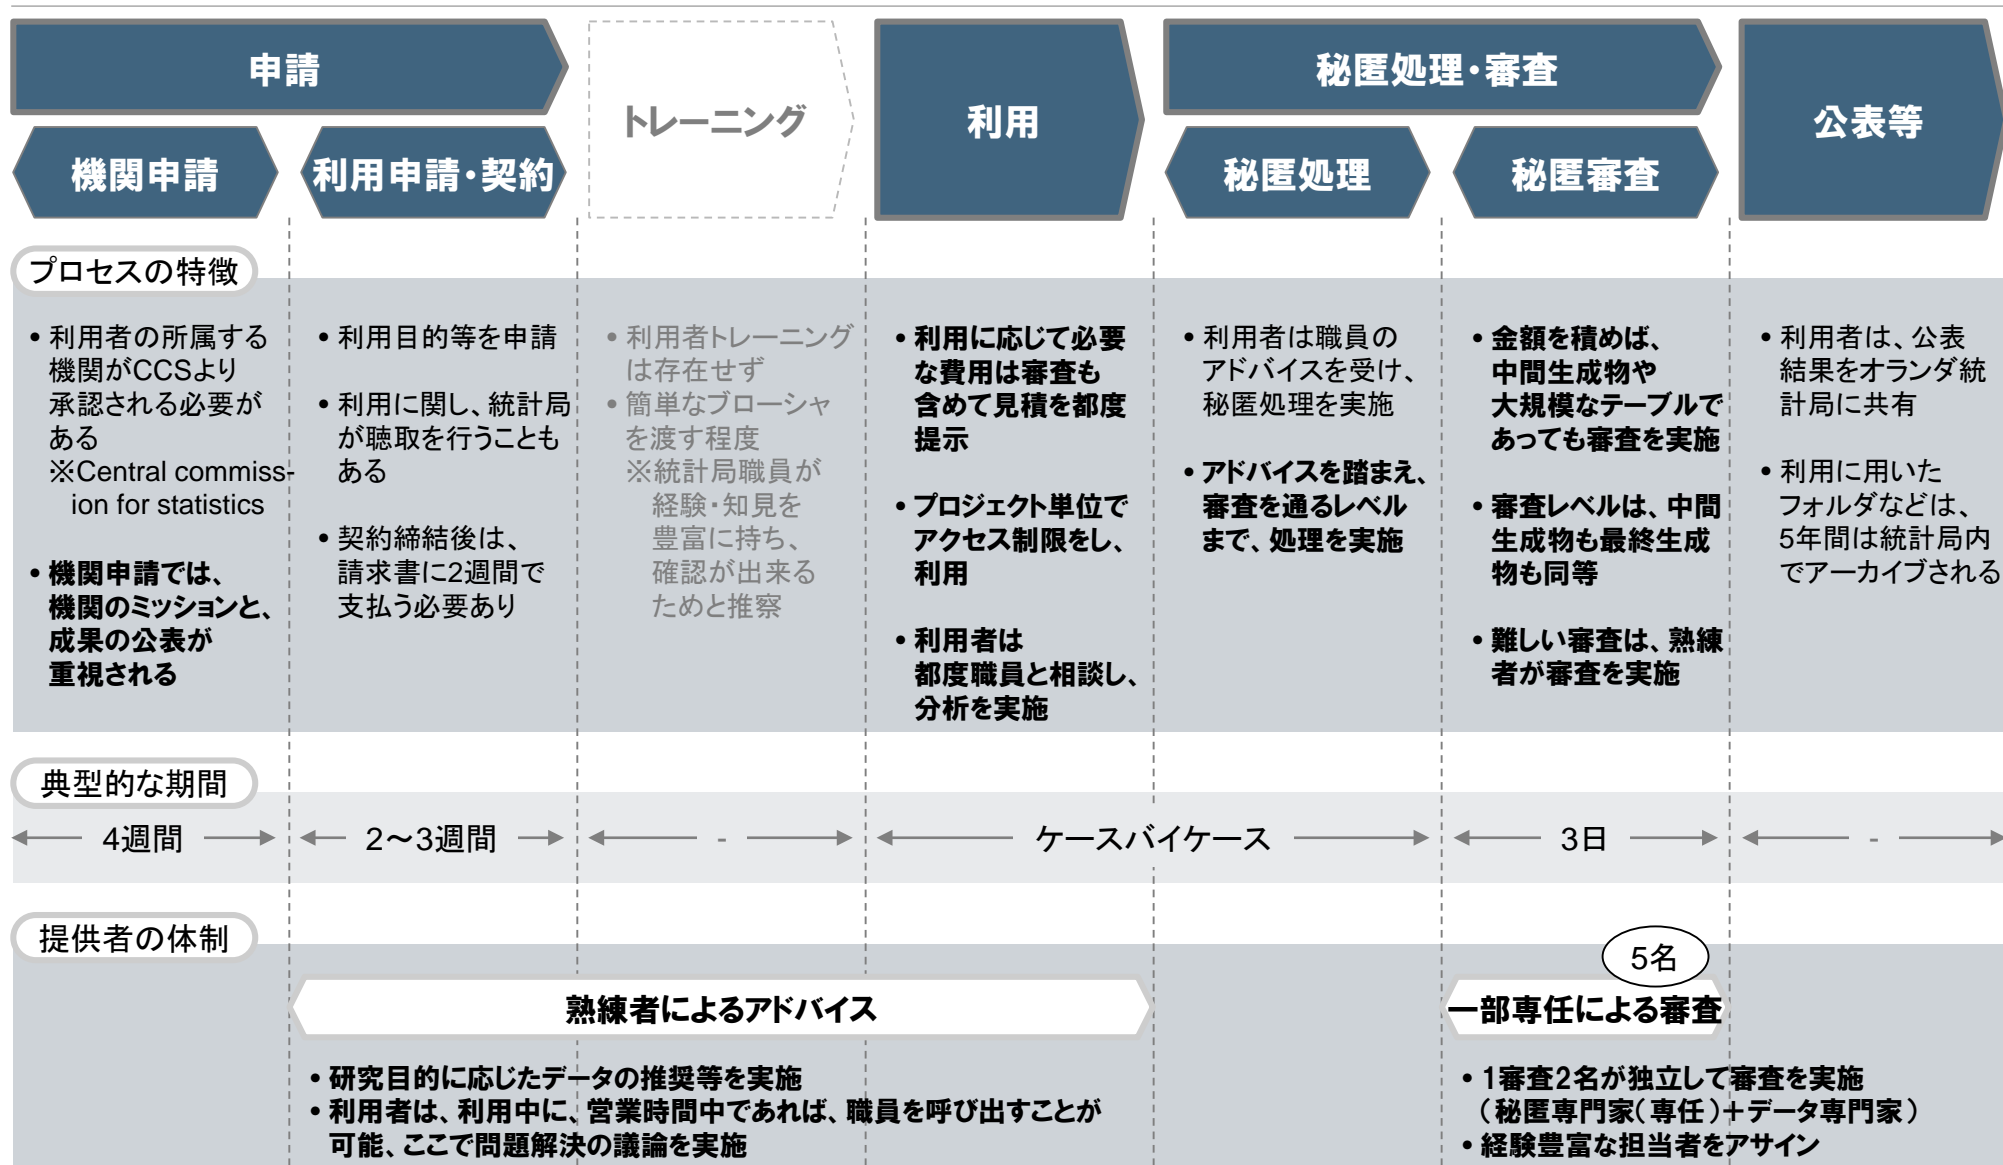 申請
トレーニング
利用
秘匿処理・審査
公表等
機関申請
利用申請・契約
秘匿処理
秘匿審査
プロセスの特徴
• 利用者の所属する
機関がCCSより
承認される必要が
ある
※Central commiss-
ion for statistics
• 機関申請では、
機関のミッションと、
成果の公表が
重視される
• 利用目的等を申請
• 利用に関し、統計局
が聴取を行うことも
ある
• 契約締結後は、
請求書に2週間で
支払う必要あり
• 利用者トレーニング
は存在せず
• 簡単なブローシャ
を渡す程度
※統計局職員が
経験・知見を
豊富に持ち、
確認が出来る
ためと推察
• 利用に応じて必要
な費用は審査も
含めて見積を都度
提示
• プロジェクト単位で
アクセス制限をし、
利用
• 利用者は
都度職員と相談し、
分析を実施
• 利用者は職員の
アドバイスを受け、
秘匿処理を実施
• アドバイスを踏まえ、
審査を通るレベル
まで、処理を実施
• 金額を積めば、
中間生成物や
大規模なテーブルで
あっても審査を実施
• 審査レベルは、中間
生成物も最終生成
物も同等
• 難しい審査は、熟練
者が審査を実施
• 利用者は、公表
結果をオランダ統
計局に共有
• 利用に用いた
フォルダなどは、
5年間は統計局内
でアーカイブされる
典型的な期間
4週間
2～3週間
-
ケースバイケース
3日
-
提供者の体制
5名
熟練者によるアドバイス
一部専任による審査
• 研究目的に応じたデータの推奨等を実施
• 利用者は、利用中に、営業時間中であれば、職員を呼び出すことが
可能、ここで問題解決の議論を実施
• 1審査2名が独立して審査を実施
（秘匿専門家（専任）＋データ専門家）
• 経験豊富な担当者をアサイン